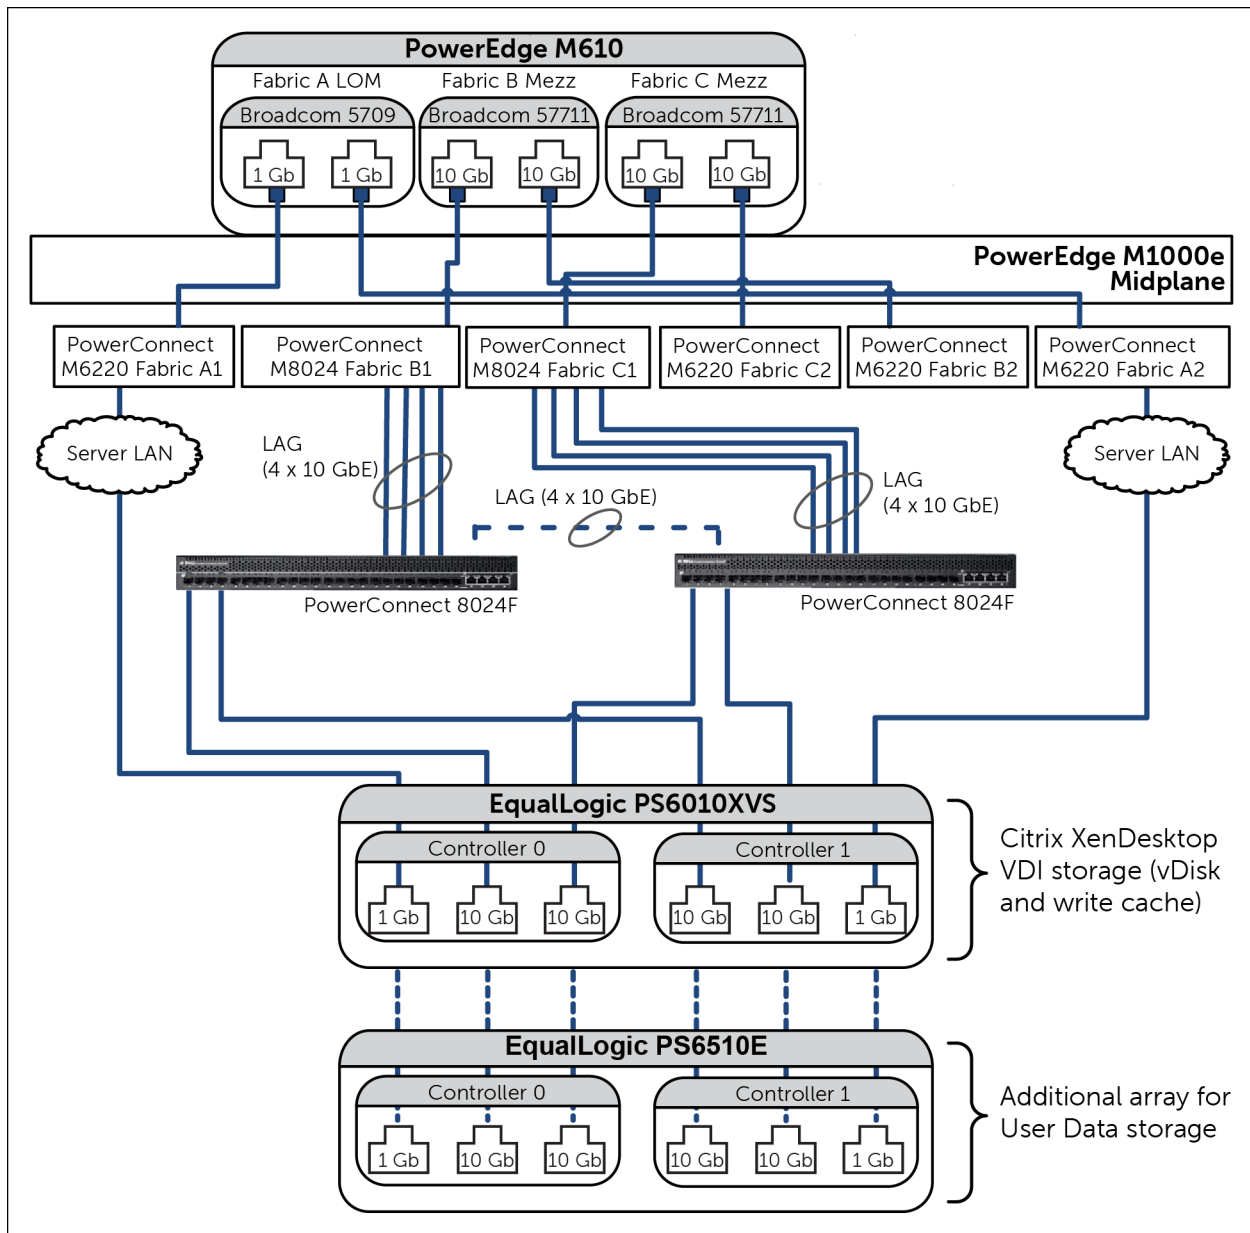 PowerEdge M610
Fabric A LOM
Fabric B Mezz
Fabric C Mezz
Broadcom 5709
Broadcom 57711
Broadcom 57711
1 Gb
1 Gb
10 Gb
10 Gb
10 Gb
10 Gb
PowerEdge M1000e
Midplane
PowerConnect
M6220 Fabric A1
PowerConnect
M8024 Fabric B1
PowerConnect
M8024 Fabric C1
PowerConnect
M6220 Fabric C2
PowerConnect
M6220 Fabric B2
PowerConnect
M6220 Fabric A2
Server LAN
LAG
(4 x 10 GbE)
LAG (4 x 10 GbE)
LAG
(4 x 10 GbE)
Server LAN
PowerConnect 8024F
PowerConnect 8024F
EqualLogic PS6010XVS
Controller 0
Controller 1
1 Gb
10 Gb
10 Gb
10 Gb
10 Gb
1 Gb
Citrix XenDesktop
VDI storage (vDisk
and write cache)
EqualLogic PS6510E
Controller 0
Controller 1
1 Gb
10 Gb
10 Gb
10 Gb
10 Gb
1 Gb
Additional array for
User Data storage